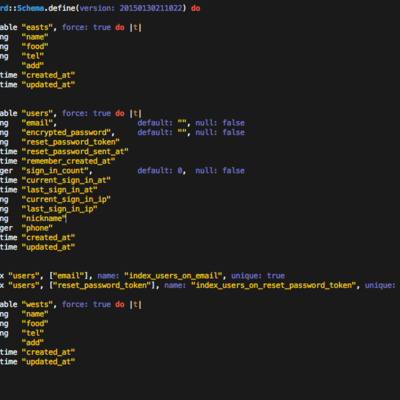 rd::Schema.define(version: 20150130211022) do
able "easts", force: true do |t|
ng "name"
ng "food"
ng "tel"
"add"
time "created_at"
time "updated_at"
able "users", force: true do |t|
ng "email", default: "", null: false
ng "encrypted_password", default: "", null: false
ng "reset_password_token"
time "reset_password_sent_at"
time "remember_created_at"
ger "sign_in_count", default: 0, null: false
time "current_sign_in_at"
time "last_sign_in_at"
ng "current_sign_in_ip"
ng "last_sign_in_ip"
ng "nickname"
ger "phone"
time "created_at"
time "updated_at"
x "users", ["email"], name: "index_users_on_email", unique: true
x "users", ["reset_password_token"], name: "index_users_on_reset_password_token", unique:
able "wests", force: true do |t|
ng "name"
ng "food"
ng "tel"
"add"
time "created_at"
time "updated_at"